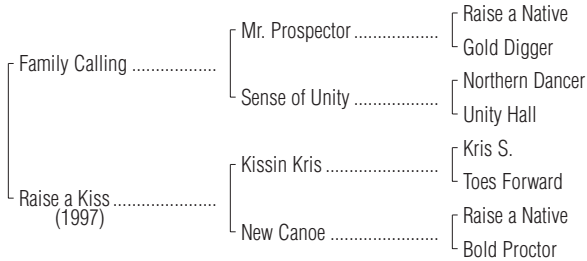 Raise a Native
Mr. Prospector ..................
Gold Digger
Family Calling ..................
Northern Dancer
Sense of Unity ..................
Unity Hall
Kris S.
Kissin Kris ........................
Toes Forward
Raise a Kiss ......................
(1997)
Raise a Native
New Canoe .......................
Bold Proctor